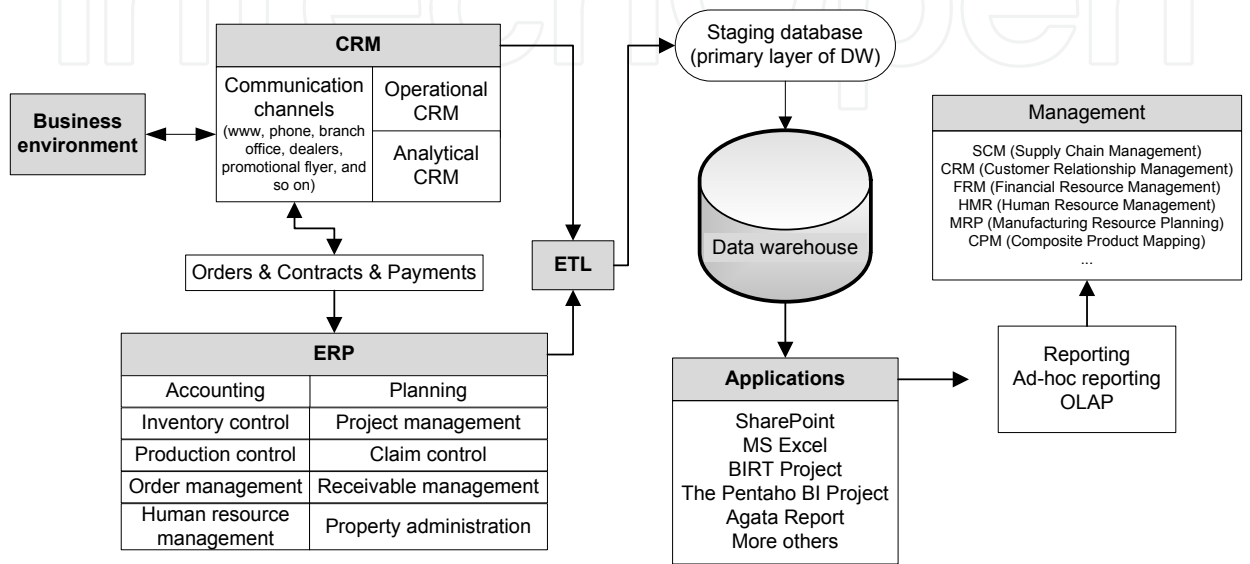 CRM
Communication
channels
(www, phone, branch
office, dealers,
promotional flyer, and
so on)
Operational
CRM
Analytical
CRM
Business
environment
Orders & Contracts & Payments
ERP
Accounting
Planning
Inventory control
Project management
Production control
Claim control
Order management
Receivable management
Human resource
management
Property administration
ETL
Staging database
(primary layer of DW)
Data warehouse
Applications
SharePoint
MS Excel
BIRT Project
The Pentaho BI Project
Agata Report
More others
Reporting
Ad-hoc reporting
OLAP
Management
SCM (Supply Chain Management)
CRM (Customer Relationship Management)
FRM (Financial Resource Management)
HMR (Human Resource Management)
MRP (Manufacturing Resource Planning)
CPM (Composite Product Mapping)
...